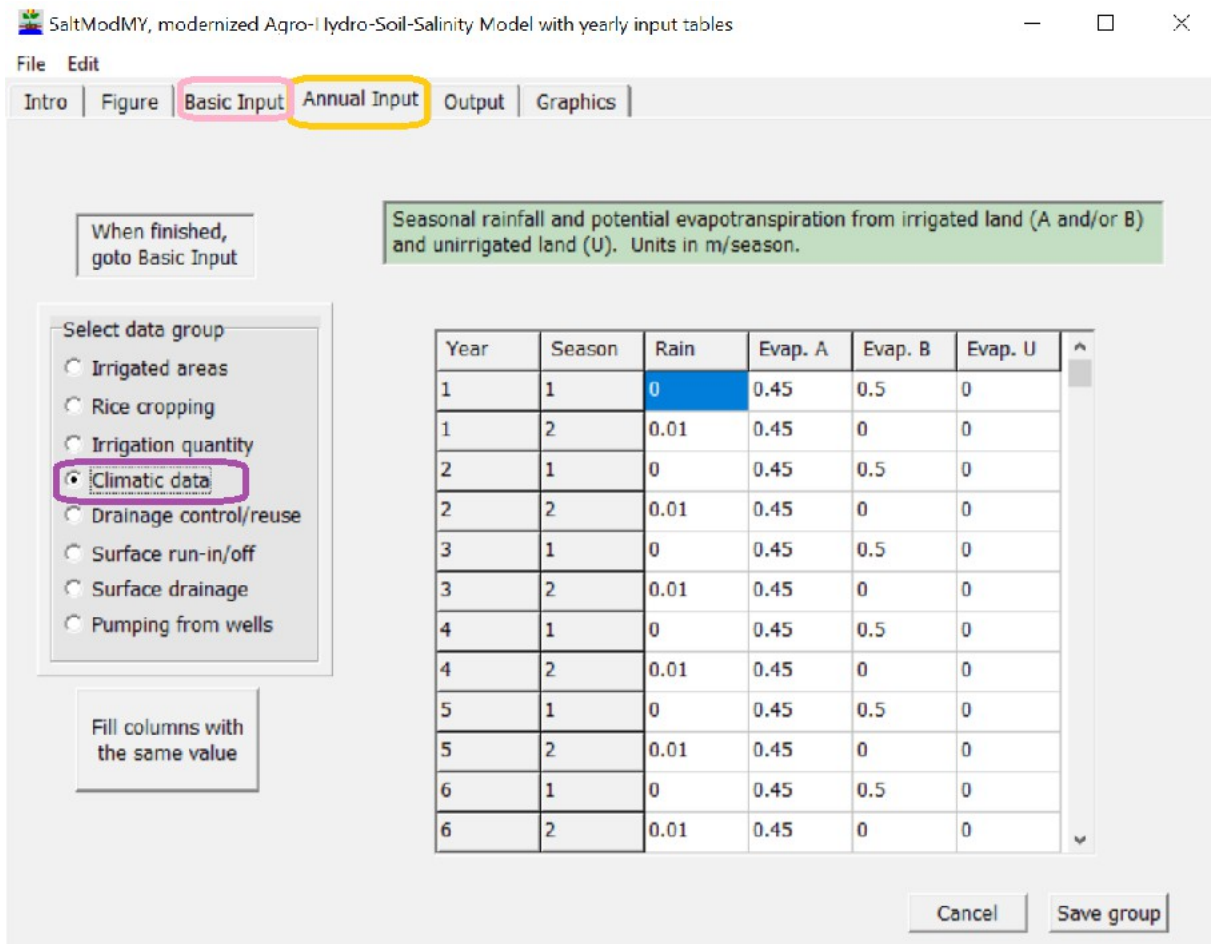 SaltModMY, modernized Agro-Hydro-Soil-Salinity Model with yearly input tables
File Edit
Intro Figure Basic Input Annual Input Output Graphics
When finished,
goto Basic Input
Seasonal rainfall and potential evapotranspiration from irrigated land (A and/or B)
and unirrigated land (U). Units in m/season.
Select data group
Irrigated areas
Rice cropping
Irrigation quantity
Climatic data
Drainage control/reuse
Surface run-in/off
Surface drainage
Pumping from wells
Fill columns with
the same value
Year Season Rain Evap. A Evap. B Evap. U
1 1 0 0.45 0.5 0
1 2 0.01 0.45 0 0
2 1 0 0.45 0.5 0
2 2 0.01 0.45 0 0
3 1 0 0.45 0.5 0
3 2 0.01 0.45 0 0
4 1 0 0.45 0.5 0
4 2 0.01 0.45 0 0
5 1 0 0.45 0.5 0
5 2 0.01 0.45 0 0
6 1 0 0.45 0.5 0
6 2 0.01 0.45 0 0
Cancel Save group